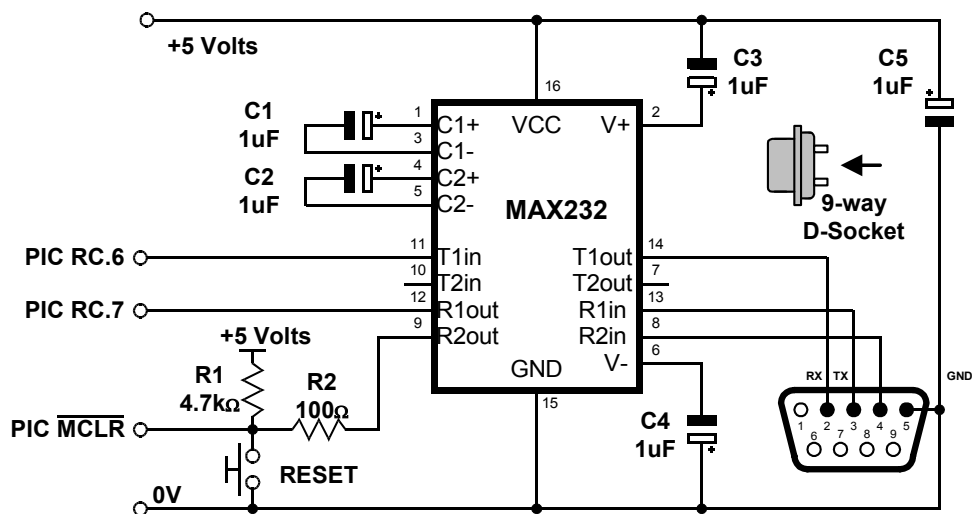 +5 Volts
C3
1uF
C5
1uF
+
+
16
C1
1uF
+
1
C1+
VCC
V+
2
3
C1-
C2
1uF
+
4
C2+
5
C2-
MAX232
9-way
D-Socket
PIC RC.6
11
T1in
T1out
14
10
T2in
T2out
7
PIC RC.7
12
R1out
R1in
13
9
R2out
R2in
8
+5 Volts
V-
6
GND
15
R1
4.7kΩ
R2
100Ω
RX TX
GND
PIC M̅C̅L̅R̅
C4
1uF
+
1 2 3 4 5
6 7 8 9
RESET
0V